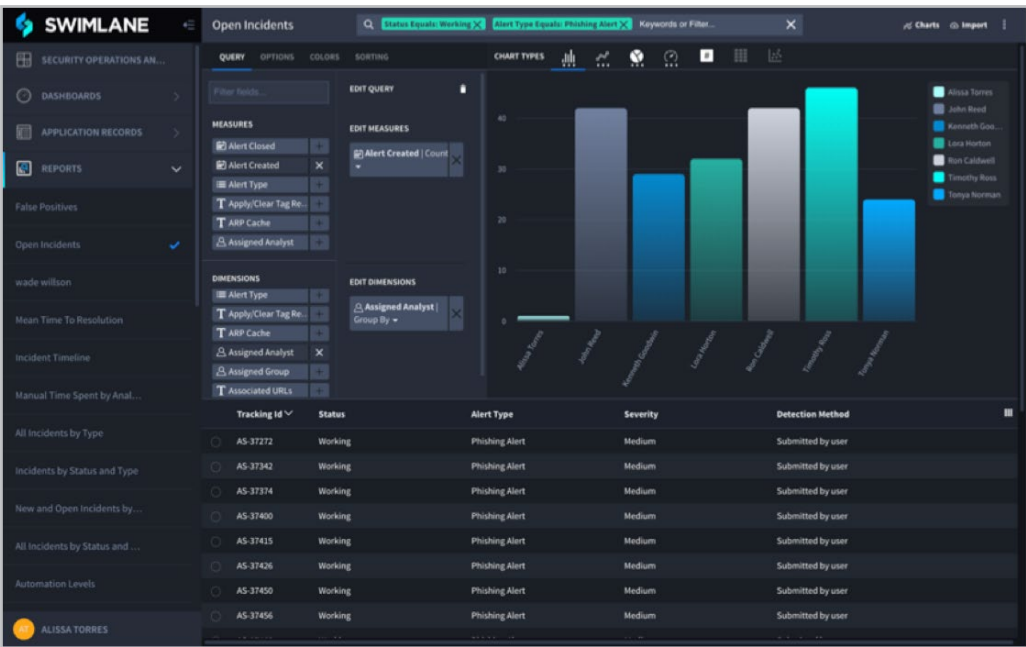 SWIMLANE
SECURITY OPERATIONS AN...
DASHBOARDS
APPLICATION RECORDS
REPORTS
False Positives
Open Incidents
wade willson
Mean Time To Resolution
Incident Timeline
Manual Time Spent by Anal...
All Incidents by Type
Incidents by Status and Type
New and Open Incidents by...
All Incidents by Status and ...
Automation Levels
AT ALISSA TORRES
Open Incidents
Status Equals: Working Alert Type Equals: Phishing Alert Keywords or Filter...
Charts Import
QUERY OPTIONS COLORS SORTING
Filter fields...
MEASURES
Alert Closed
Alert Created
Alert Type
Apply/Clear Tag Re...
ARP Cache
Assigned Analyst
DIMENSIONS
Alert Type
Apply/Clear Tag Re...
ARP Cache
Assigned Analyst
Assigned Group
Associated URLs
EDIT QUERY
EDIT MEASURES
Alert Created | Count
EDIT DIMENSIONS
Assigned Analyst |
Group By
CHART TYPES
#
40
30
20
10
0
Alissa Torres
John Reed
Kenneth Goodwin
Lora Horton
Ron Caldwell
Timothy Ross
Tonya Norman
Alissa Torres
John Reed
Kenneth Goo...
Lora Horton
Ron Caldwell
Timothy Ross
Tonya Norman
Tracking Id Status Alert Type Severity Detection Method
AS-37272 Working Phishing Alert Medium Submitted by user
AS-37342 Working Phishing Alert Medium Submitted by user
AS-37374 Working Phishing Alert Medium Submitted by user
AS-37400 Working Phishing Alert Medium Submitted by user
AS-37415 Working Phishing Alert Medium Submitted by user
AS-37426 Working Phishing Alert Medium Submitted by user
AS-37450 Working Phishing Alert Medium Submitted by user
AS-37456 Working Phishing Alert Medium Submitted by user